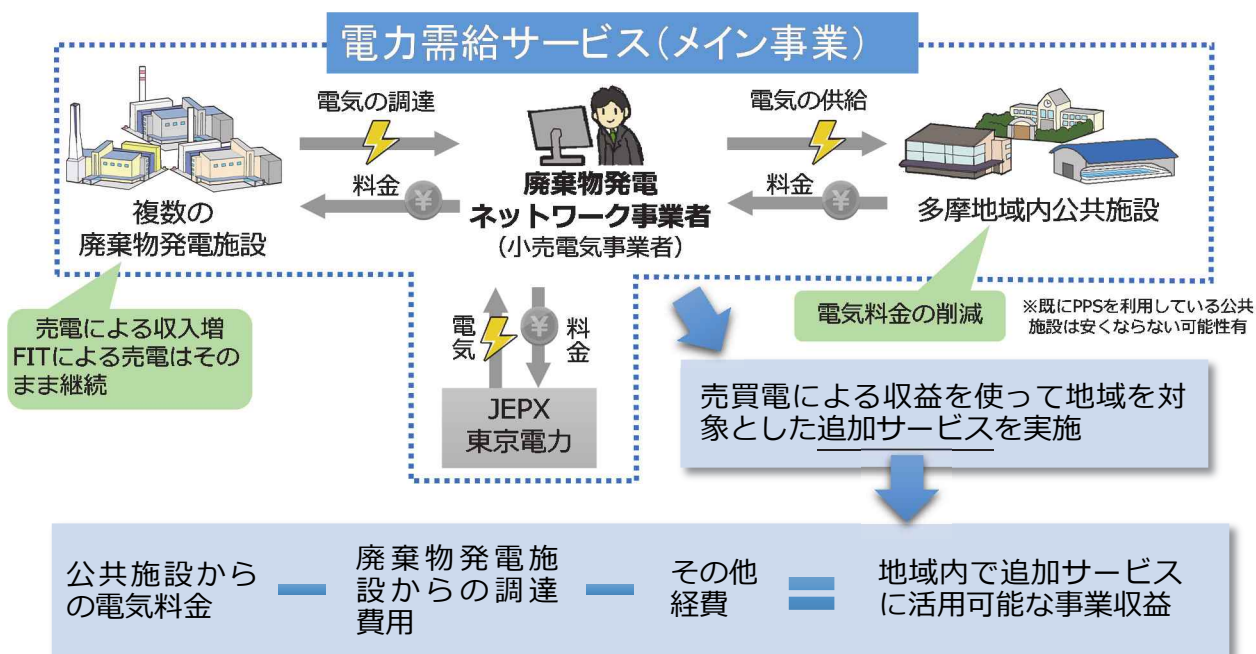 電力需給サービス（メイン事業）
電気の調達
料金
複数の
廃棄物発電施設
廃棄物発電
ネットワーク事業者
（小売電気事業者）
電気の供給
料金
多摩地域内公共施設
売電による収入増
FITによる売電はその
まま継続
電気
料金
JEPX
東京電力
電気料金の削減
※既にPPSを利用している公共
施設は安くならない可能性有
売買電による収益を使って地域を対
象とした追加サービスを実施
公共施設から
の電気料金
廃棄物発電施
設からの調達
費用
その他
経費
地域内で追加サービス
に活用可能な事業収益